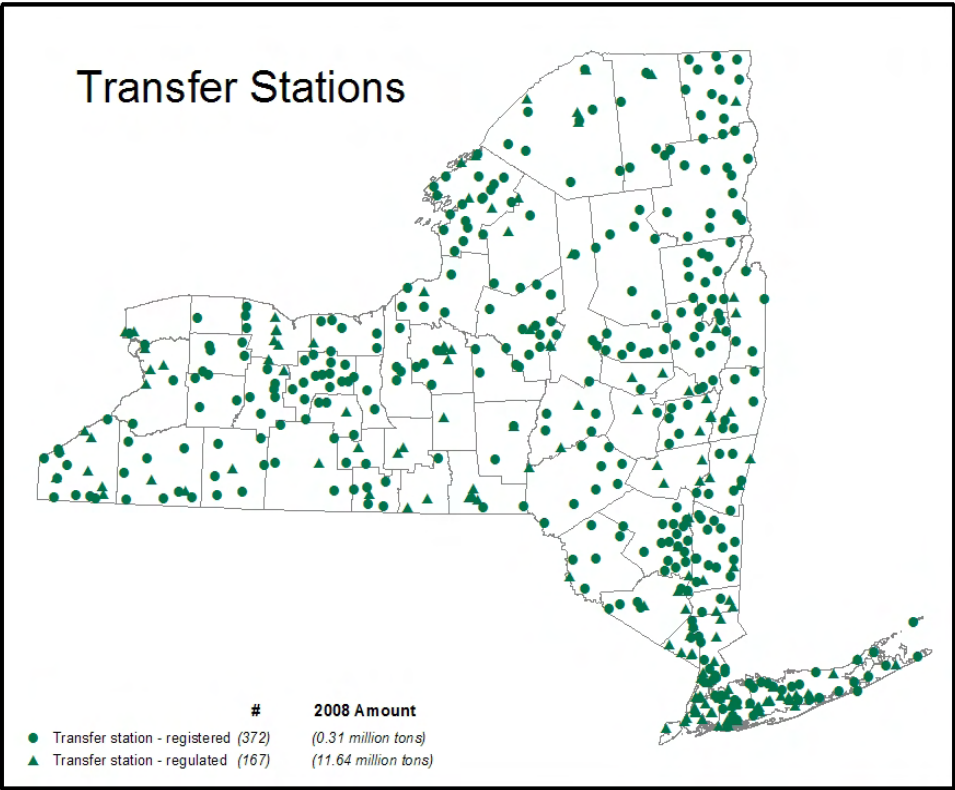 Transfer Stations
# 2008 Amount
Transfer station - registered (372) (0.31 million tons)
Transfer station - regulated (167) (11.64 million tons)